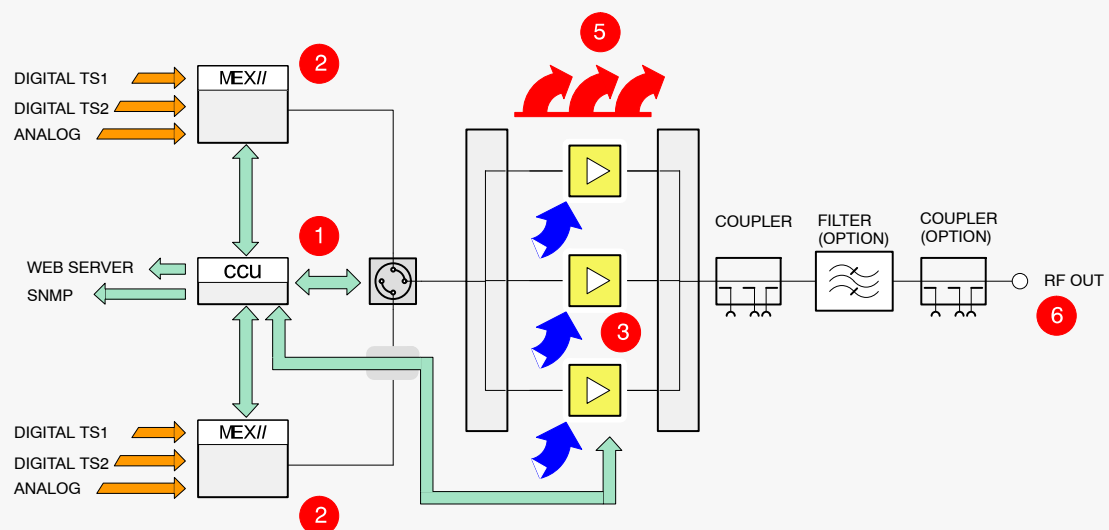 5
2
MEX//
DIGITAL TS1
DIGITAL TS2
ANALOG
1
COUPLER
FILTER
(OPTION)
COUPLER
(OPTION)
WEB SERVER
SNMP
ccu
RF OUT
6
3
MEX//
DIGITAL TS1
DIGITAL TS2
ANALOG
2